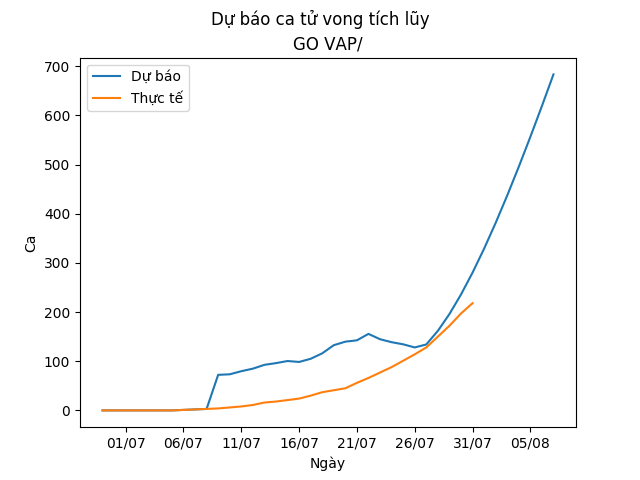 Dự báo ca tử vong tích lũy
GO VAP/
Dự báo
Thực tế
700
600
500
400
300
200
100
0
Ca
01/07 06/07 11/07 16/07 21/07 26/07 31/07 05/08
Ngày